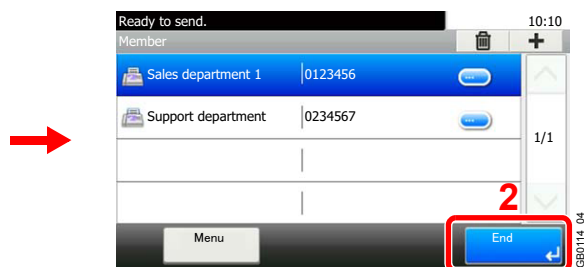 Ready to send. 10:10
Member
Sales department 1 0123456
Support department 0234567
1/1
2
Menu End
GB0114_04